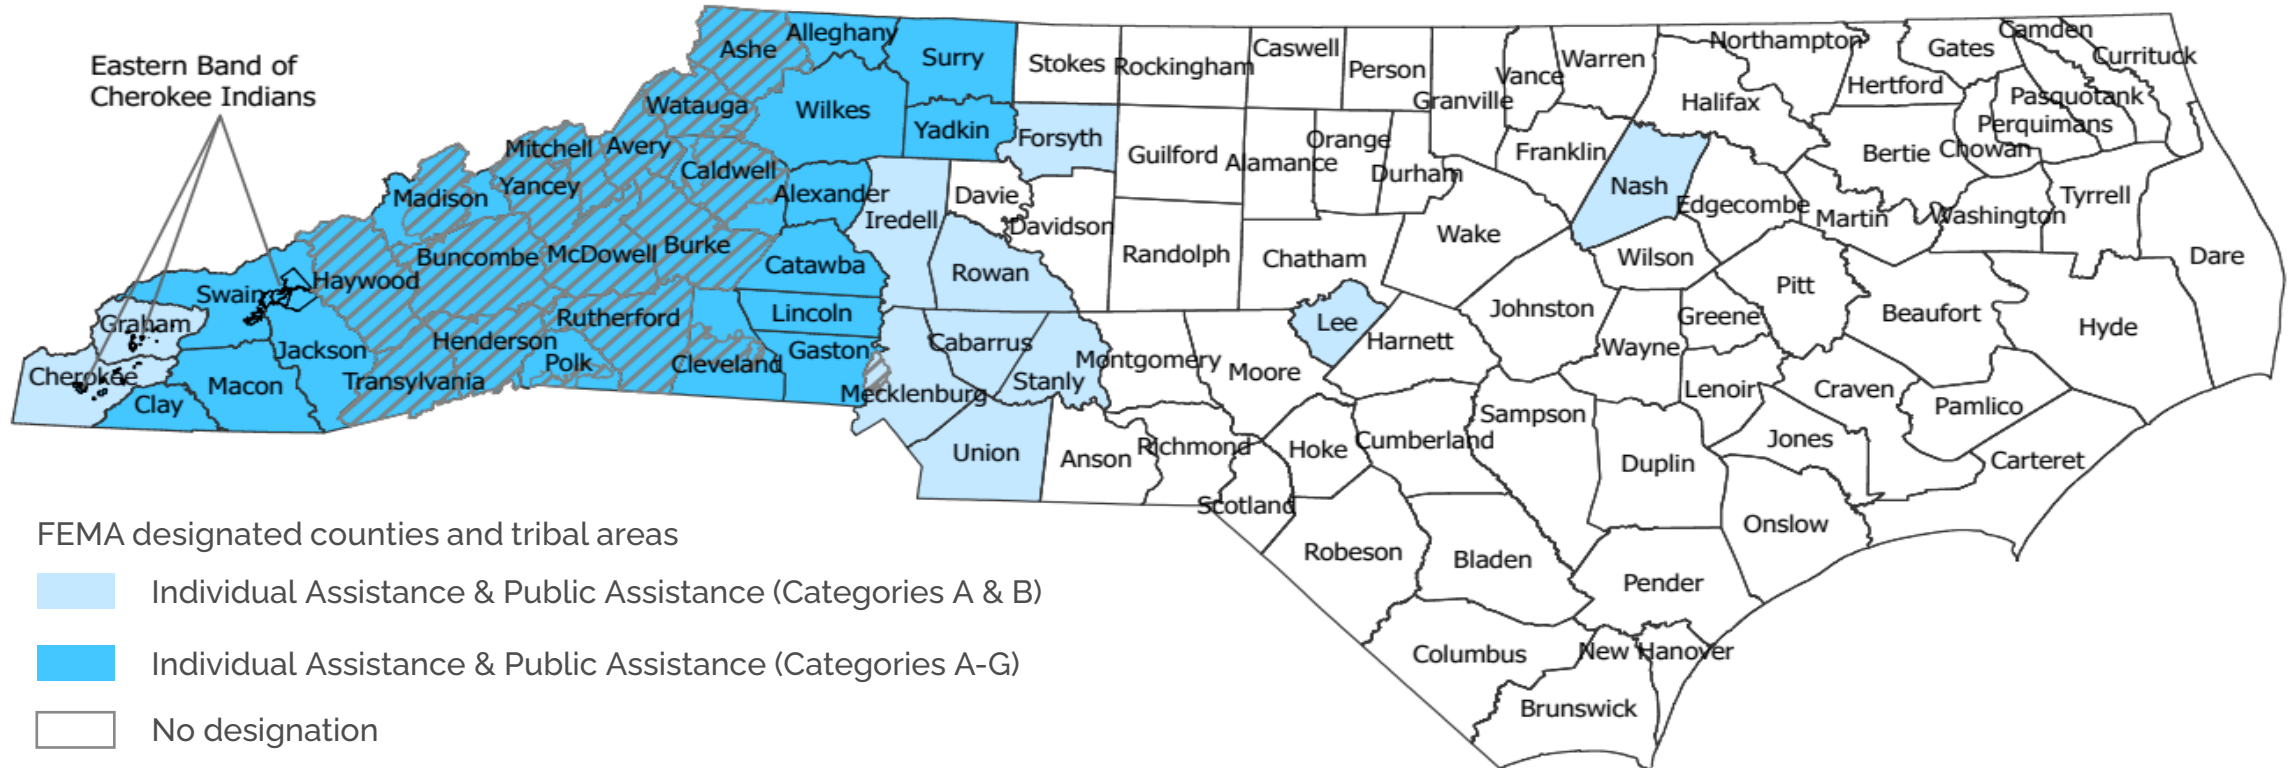 Eastern Band of
Cherokee Indians
Ashe
Alleghany
Surry
Stokes
Rockingham
Caswell
Person
Granville
Vance
Warren
Northampton
Gates
Camden
Currituck
Hertford
Halifax
Pasquotank
Perquimans
Chowan
Bertie
Watauga
Wilkes
Yadkin
Forsyth
Guilford
Alamance
Orange
Durham
Franklin
Nash
Edgecombe
Martin
Washington
Tyrrell
Dare
Mitchell
Avery
Caldwell
Alexander
Iredell
Davie
Davidson
Randolph
Chatham
Wake
Wilson
Pitt
Beaufort
Hyde
Madison
Yancey
Buncombe
McDowell
Burke
Catawba
Rowan
Lee
Harnett
Johnston
Wayne
Greene
Lenoir
Craven
Pamlico
Haywood
Swain
Graham
Cherokee
Clay
Macon
Jackson
Transylvania
Henderson
Polk
Rutherford
Cleveland
Lincoln
Gaston
Mecklenburg
Cabarrus
Stanly
Montgomery
Moore
Union
Anson
Richmond
Scotland
Hoke
Cumberland
Sampson
Duplin
Jones
Carteret
Onslow
Robeson
Bladen
Pender
Columbus
New Hanover
Brunswick
FEMA designated counties and tribal areas
Individual Assistance & Public Assistance (Categories A & B)
Individual Assistance & Public Assistance (Categories A-G)
No designation